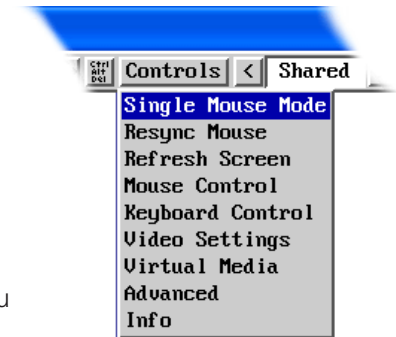 Ctrl
Alt
Del
Controls < Shared
Single Mouse Mode
Resync Mouse
Refresh Screen
Mouse Control
Keyboard Control
Video Settings
Virtual Media
u
Advanced
Info